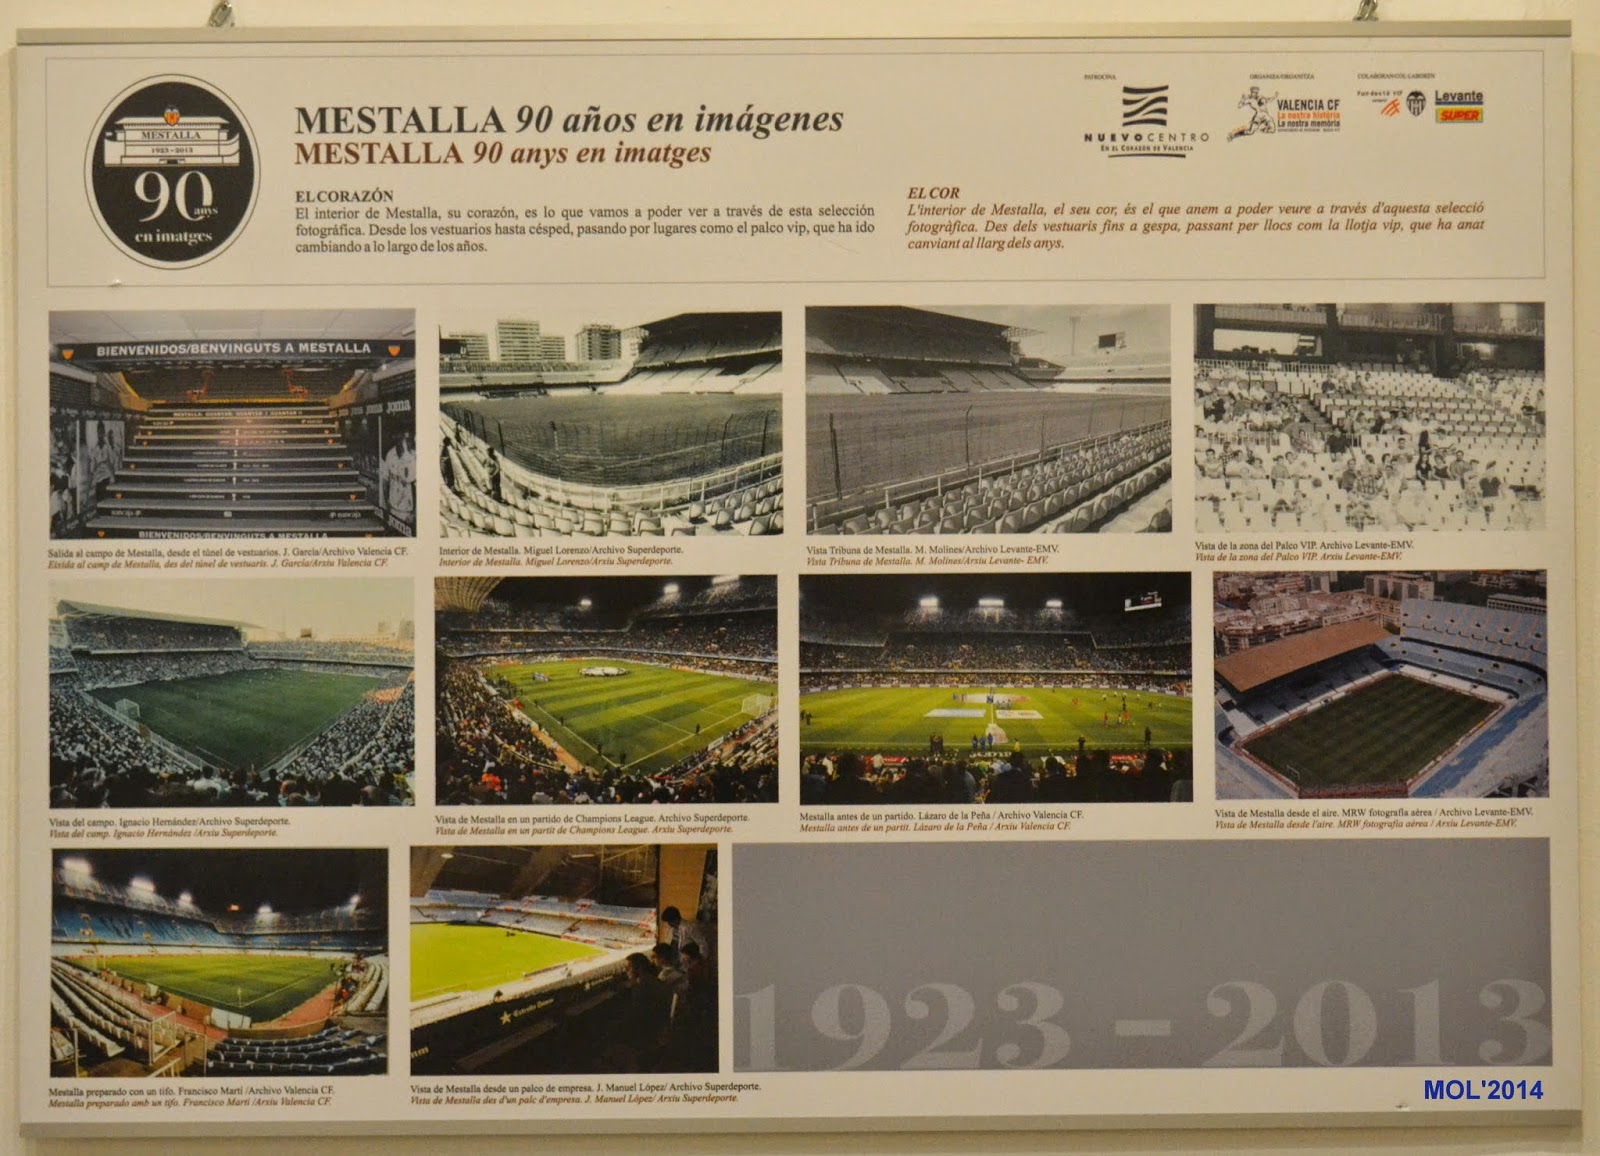 MESTALLA
1923-2013
90
anys
en imatges
MESTALLA 90 años en imágenes
MESTALLA 90 anys en imatges
EL CORAZÓN
El interior de Mestalla, su corazón, es lo que vamos a poder ver a través de esta selección
fotográfica. Desde los vestuarios hasta césped, pasando por lugares como el palco vip, que ha ido
cambiando a lo largo de los años.
EL COR
L'interior de Mestalla, el seu cor, és el que anem a poder veure a través d'aquesta selecció
fotogràfica. Des dels vestuaris fins a gespa, passant per llocs com la llotja vip, que ha anat
canviant al llarg dels anys.
PATROCINA
NUEVOCENTRO
EN EL CORAZÓN DE VALENCIA
ORGANIZA/ORGANITZA
VALENCIA CF
La nostra història
La nostra memòria
COLABORAN/COL·LABOREN
Fundació VCF
Levante
SUPER
BIENVENIDOS/BENVINGUTS A MESTALLA
Joma
BIENVENIDOS/BENVINGUTS A MESTALLA
Salida al campo de Mestalla, desde el túnel de vestuarios. J. García/Archivo Valencia CF.
Eixida al camp de Mestalla, des del túnel de vestuaris. J. García/Arxiu Valencia CF.
Interior de Mestalla. Miguel Lorenzo/Archivo Superdeporte.
Interior de Mestalla. Miguel Lorenzo/Arxiu Superdeporte.
Vista Tribuna de Mestalla. M. Molines/Archivo Levante-EMV.
Vista Tribuna de Mestalla. M. Molines/Arxiu Levante- EMV.
Vista de la zona del Palco VIP. Archivo Levante-EMV.
Vista de la zona del Palco VIP. Arxiu Levante-EMV.
Vista del campo. Ignacio Hernández/Archivo Superdeporte.
Vista del camp. Ignacio Hernández /Arxiu Superdeporte.
Vista de Mestalla en un partido de Champions League. Archivo Superdeporte.
Vista de Mestalla en un partit de Champions League. Arxiu Superdeporte.
Mestalla antes de un partido. Lázaro de la Peña / Archivo Valencia CF.
Mestalla antes de un partit. Lázaro de la Peña / Arxiu Valencia CF.
Vista de Mestalla desde el aire. MRW fotografía aérea / Archivo Levante-EMV.
Vista de Mestalla desde l'aire. MRW fotografia aérea / Arxiu Levante-EMV.
Estrella Damm
Mestalla preparado con un tifo. Francisco Martí /Archivo Valencia CF.
Mestalla preparado amb un tifo. Francisco Martí /Arxiu Valencia CF.
Vista de Mestalla desde un palco de empresa. J. Manuel López/ Archivo Superdeporte.
Vista de Mestalla des d'un palc d'empresa. J. Manuel López/ Arxiu Superdeporte.
1923 - 2013
MOL'2014